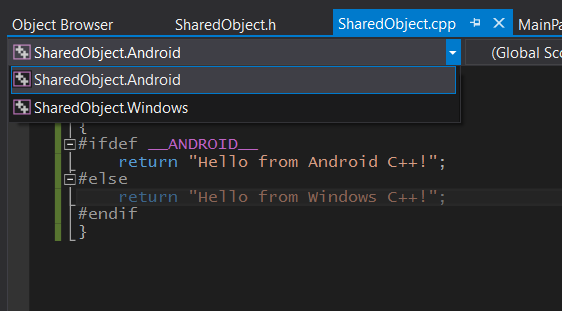 Object Browser SharedObject.h SharedObject.cpp MainPa
SharedObject.Android (Global Sco
SharedObject.Android
SharedObject.Windows
{
#ifdef __ANDROID__
return "Hello from Android C++!";
#else
return "Hello from Windows C++!";
#endif
}